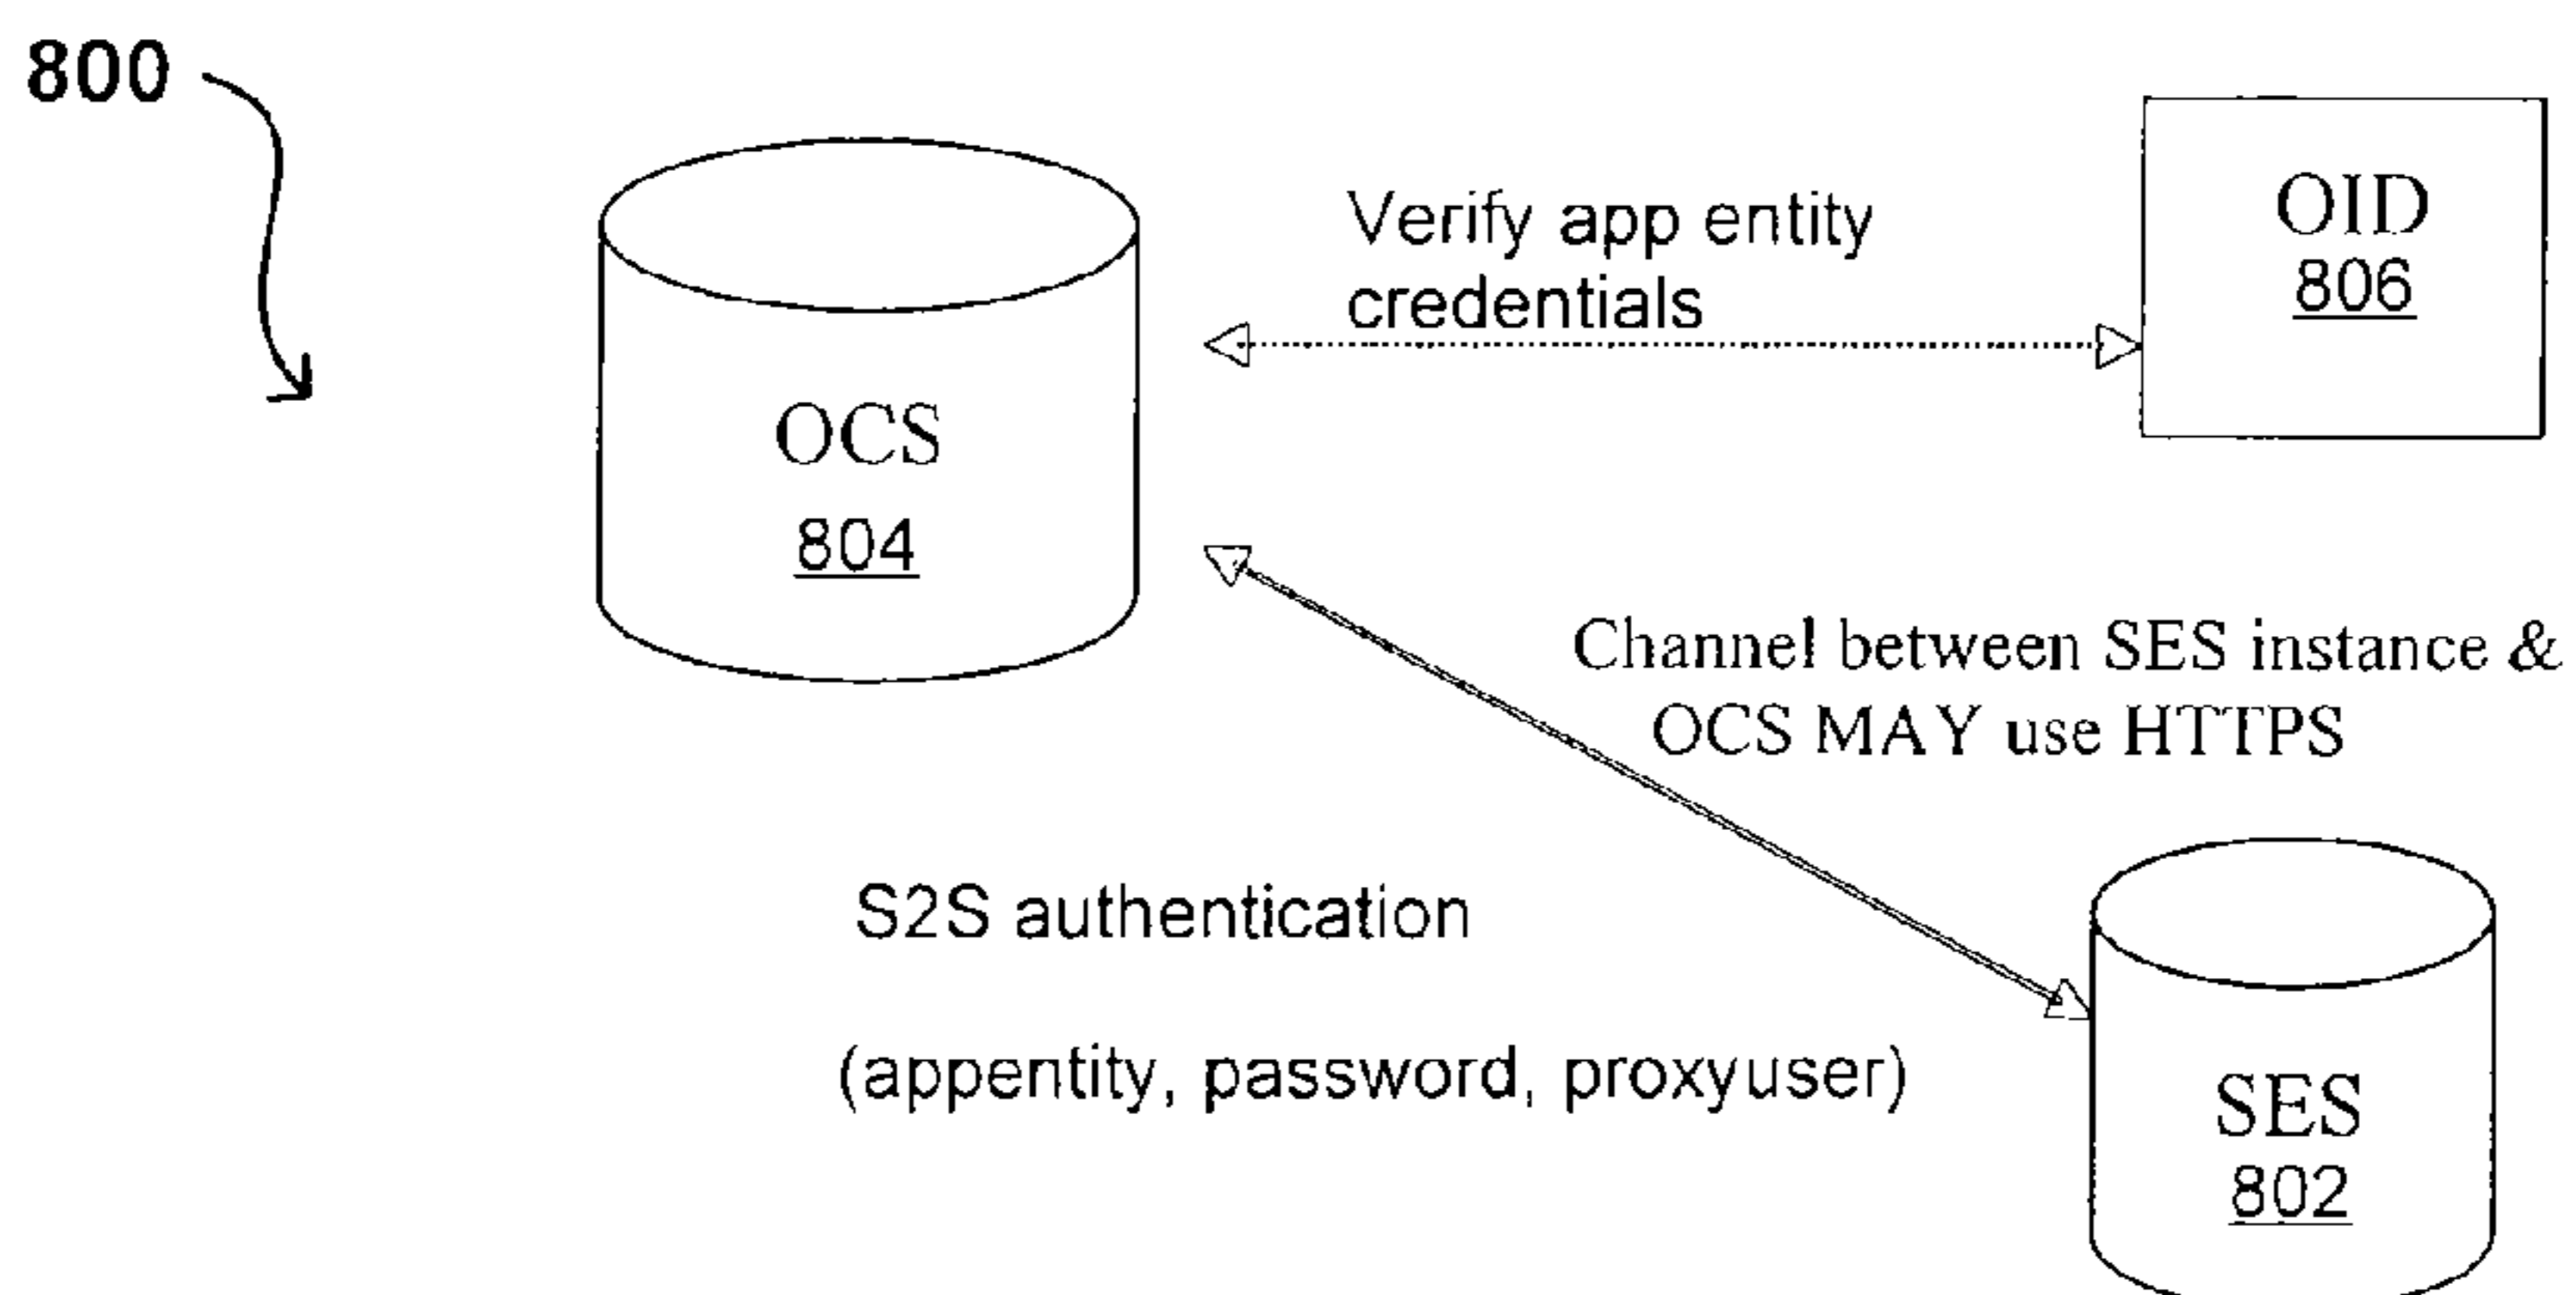 800
Verify app entity
credentials
OID
806
OCS
804
Channel between SES instance &
OCS MAY use HTTPS
S2S authentication
(appentity, password, proxyuser)
SES
802